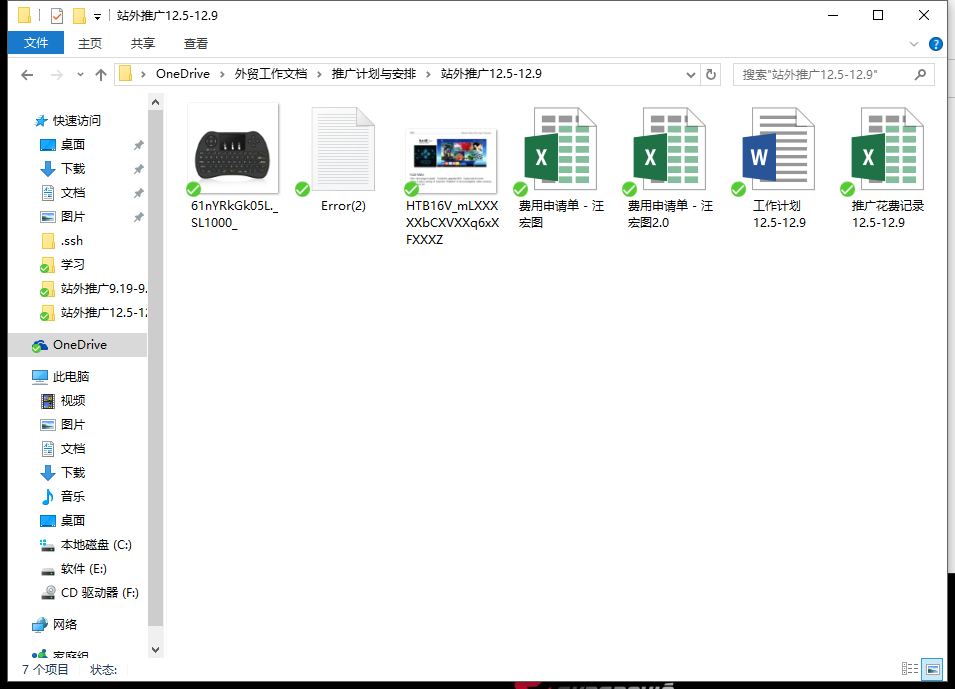 站外推广12.5-12.9
文件 主页 共享 查看
OneDrive 外贸工作文档 推广计划与安排 站外推广12.5-12.9
搜索"站外推广12.5-12.9"
快速访问
桌面
下载
文档
图片
.ssh
学习
站外推广9.19-9.
站外推广12.5-12
OneDrive
此电脑
视频
图片
文档
下载
音乐
桌面
本地磁盘 (C:)
软件 (E:)
CD 驱动器 (F:)
网络
家庭组
61nYRkGk05L._
SL1000_
Error(2)
HTB16V_mLXXX
XXbCXVXXq6xX
FXXXZ
费用申请单 - 汪
宏图
费用申请单 - 汪
宏图2.0
工作计划
12.5-12.9
推广花费记录
12.5-12.9
7 个项目 状态: